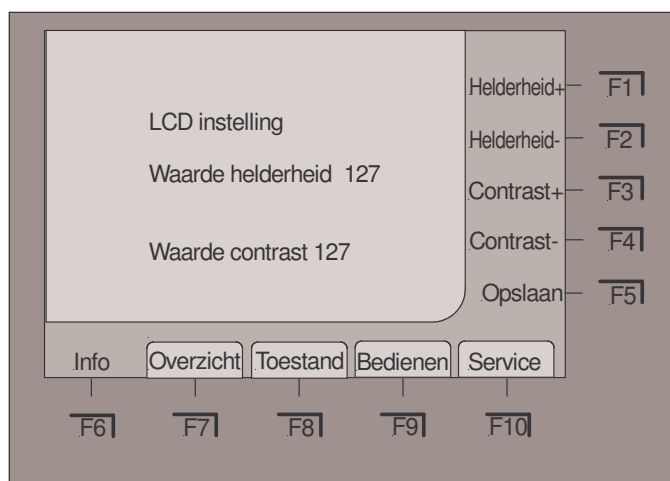 LCD instelling
Waarde helderheid 127
Waarde contrast 127
Helderheid+ F1
Helderheid- F2
Contrast+ F3
Contrast- F4
Opslaan F5
Info Overzicht Toestand Bedienen Service
F6 F7 F8 F9 F10